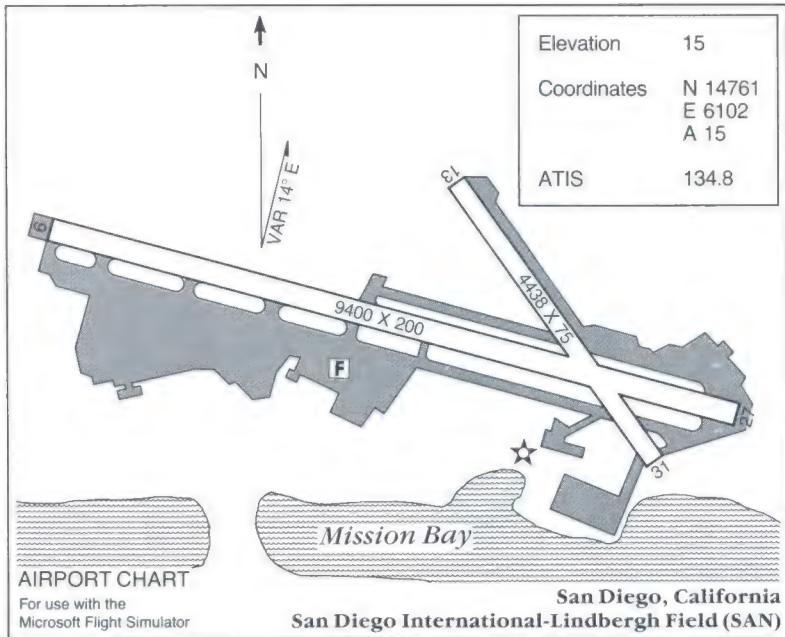 Elevation 15
Coordinates N 14761
E 6102
A 15
ATIS 134.8
N
VAR 14° E
13
9
4438 X 75
9400 X 200
F
27
31
Mission Bay
AIRPORT CHART
For use with the
Microsoft Flight Simulator
San Diego, California
San Diego International-Lindbergh Field (SAN)